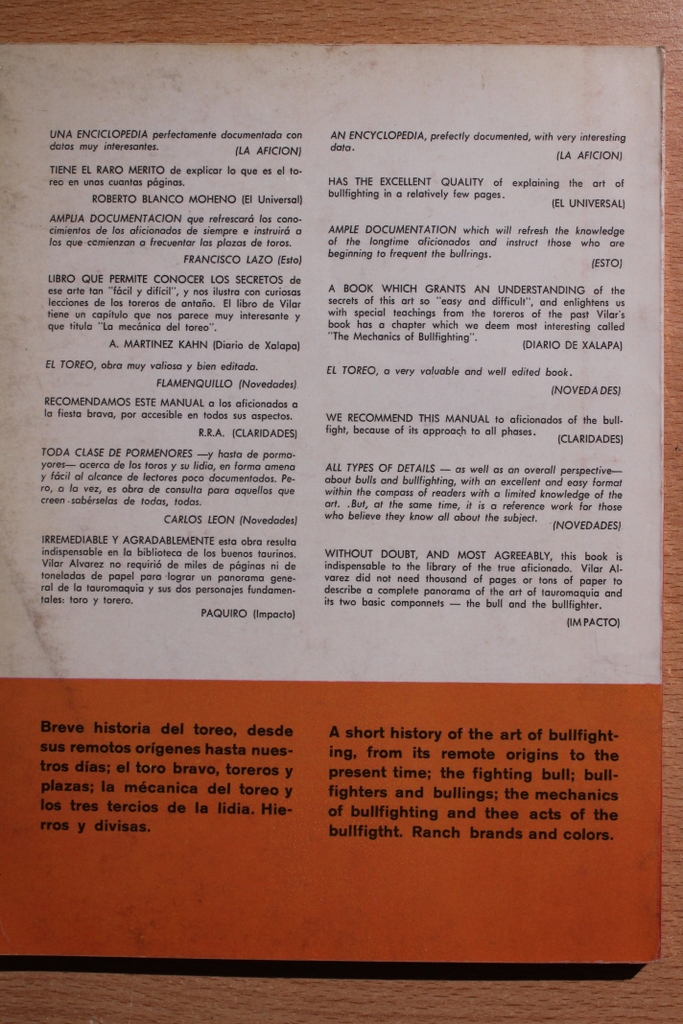 UNA ENCICLOPEDIA perfectamente documentada con
datos muy interesantes.
(LA AFICION)
TIENE EL RARO MERITO de explicar lo que es el to-
reo en unas cuantas páginas.
ROBERTO BLANCO MOHENO (El Universal)
AMPLIA DOCUMENTACION que refrescará los cono-
cimientos de los aficionados de siempre e instruirá a
los que comienzan a frecuentar las plazas de toros.
FRANCISCO LAZO (Esto)
LIBRO QUE PERMITE CONOCER LOS SECRETOS de
ese arte tan "fácil y difícil", y nos ilustra con curiosas
lecciones de los toreros de antaño. El libro de Vilar
tiene un capítulo que nos parece muy interesante y
que titula "La mecánica del toreo".
A. MARTINEZ KAHN (Diario de Xalapa)
EL TOREO, obra muy valiosa y bien editada.
FLAMENQUILLO (Novedades)
RECOMENDAMOS ESTE MANUAL a los aficionados a
la fiesta brava, por accesible en todos sus aspectos.
R.R.A. (CLARIDADES)
TODA CLASE DE PORMENORES —y hasta de porma-
yores— acerca de los toros y su lidia, en forma amena
y fácil al alcance de lectores poco documentados. Pe-
ro, a la vez, es obra de consulta para aquellos que
creen sabérselas de todas, todas.
CARLOS LEON (Novedades)
IRREMEDIABLE Y AGRADABLEMENTE esta obra resulta
indispensable en la biblioteca de los buenos taurinos.
Vilar Alvarez no requirió de miles de páginas ni de
toneladas de papel para lograr un panorama gene-
ral de la tauromaquia y sus dos personajes fundamen-
tales: toro y torero.
PAQUIRO (Impacto)
AN ENCYCLOPEDIA, prefectly documented, with very interesting
data.
(LA AFICION)
HAS THE EXCELLENT QUALITY of explaining the art of
bullfighting in a relatively few pages.
(EL UNIVERSAL)
AMPLE DOCUMENTATION which will refresh the knowledge
of the longtime aficionados and instruct those who are
beginning to frequent the bullrings.
(ESTO)
A BOOK WHICH GRANTS AN UNDERSTANDING of the
secrets of this art so "easy and difficult", and enlightens us
with special teachings from the toreros of the past Vilar's
book has a chapter which we deem most interesting called
"The Mechanics of Bullfighting".
(DIARIO DE XALAPA)
EL TOREO, a very valuable and well edited book.
(NOVEDADES)
WE RECOMMEND THIS MANUAL to aficionados of the bull-
fight, because of its approach to all phases.
(CLARIDADES)
ALL TYPES OF DETAILS — as well as an overall perspective—
about bulls and bullfighting, with an excellent and easy format
within the compass of readers with a limited knowledge of the
art. .But, at the same time, it is a reference work for those
who believe they know all about the subject.
(NOVEDADES)
WITHOUT DOUBT, AND MOST AGREEABLY, this book is
indispensable to the library of the true aficionado. Vilar Al-
varez did not need thousand of pages or tons of paper to
describe a complete panorama of the art of tauromaquia and
its two basic componnets — the bull and the bullfighter.
(IMPACTO)
Breve historia del toreo, desde
sus remotos orígenes hasta nues-
tros días; el toro bravo, toreros y
plazas; la mécanica del toreo y
los tres tercios de la lidia. Hie-
rros y divisas.
A short history of the art of bullfight-
ing, from its remote origins to the
present time; the fighting bull; bull-
fighters and bullings; the mechanics
of bullfighting and thee acts of the
bullfigtht. Ranch brands and colors.